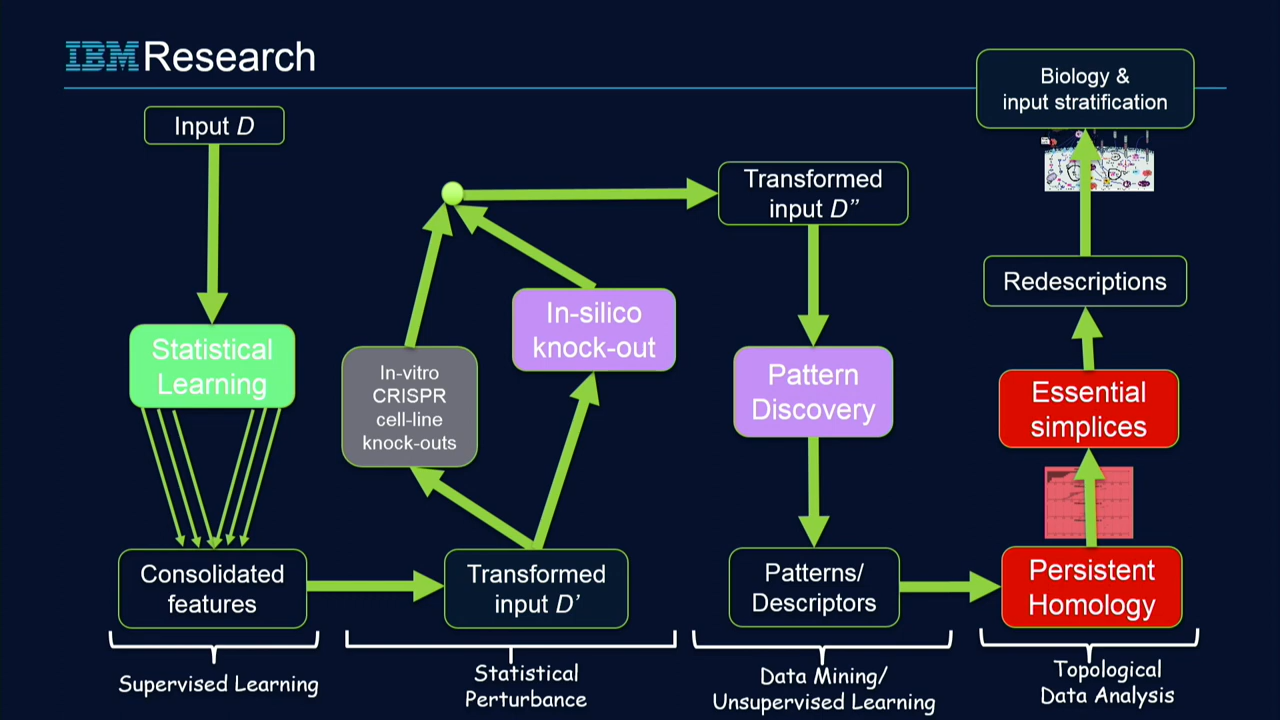 IBM Research
Input D
Statistical
Learning
Consolidated
features
Supervised Learning
In-vitro
CRISPR
cell-line
knock-outs
In-silico
knock-out
Transformed
input D’
Statistical
Perturbance
Transformed
input D”
Pattern
Discovery
Patterns/
Descriptors
Data Mining/
Unsupervised Learning
Biology &
input stratification
Redescriptions
Essential
simplices
Persistent
Homology
Topological
Data Analysis